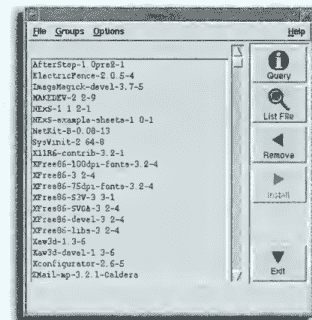 File Groups Options Help
AfterStep-1.0pre2-1
ElectricFence-2.0.5-4
ImageMagick-devel-3.7-5
MAKEDEV-2.2-9
NExS-1.1.2-1
NExS-example-sheets-1.0-1
NetKit-B-0.08-13
SysVinit-2.64-8
X11R6-contrib-3.2-1
XFree86-100dpi-fonts-3.2-4
XFree86-3.2-4
XFree86-75dpi-fonts-3.2-4
XFree86-S3V-3.3-1
XFree86-SVGA-3.2-4
XFree86-devel-3.2-4
XFree86-libs-3.2-4
Xaw3d-1.3-6
Xaw3d-devel-1.3-6
Xconfigurator-2.6-5
ZMail-mp-3.2.1-Caldera
Query
List File
Remove
Install
Exit